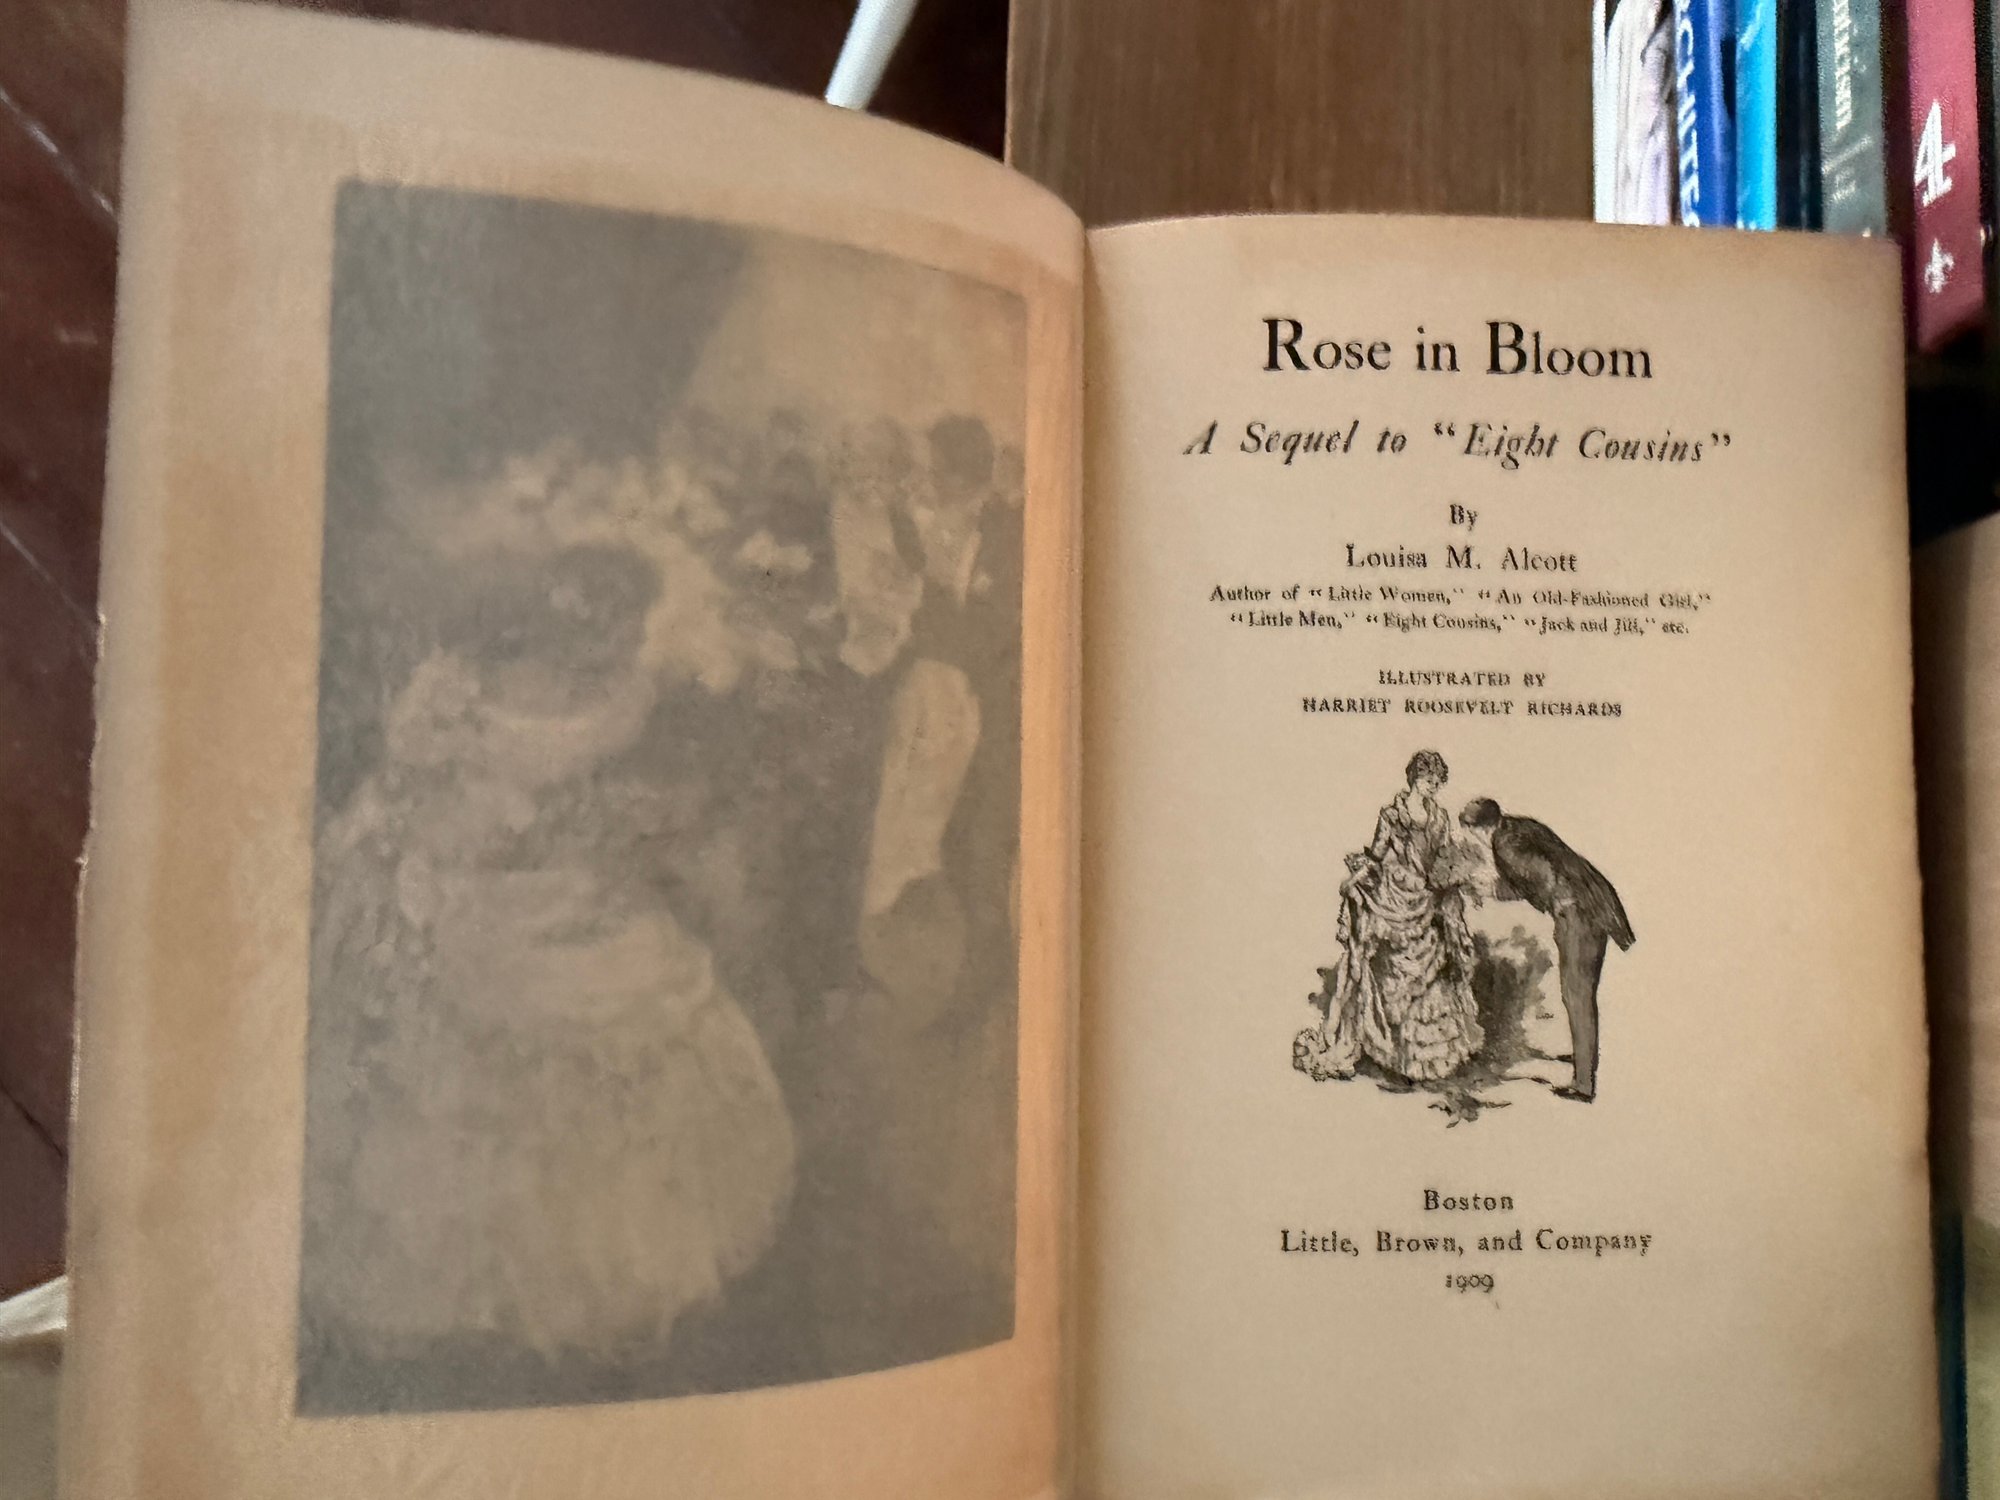 Rose in Bloom
A Sequel to “Eight Cousins”
By
Louisa M. Alcott
Author of “Little Women,” “An Old-Fashioned Girl,”
“Little Men,” “Eight Cousins,” “Jack and Jill,” etc.
ILLUSTRATED BY
HARRIET ROOSEVELT RICHARDS
Boston
Little, Brown, and Company
1909
4